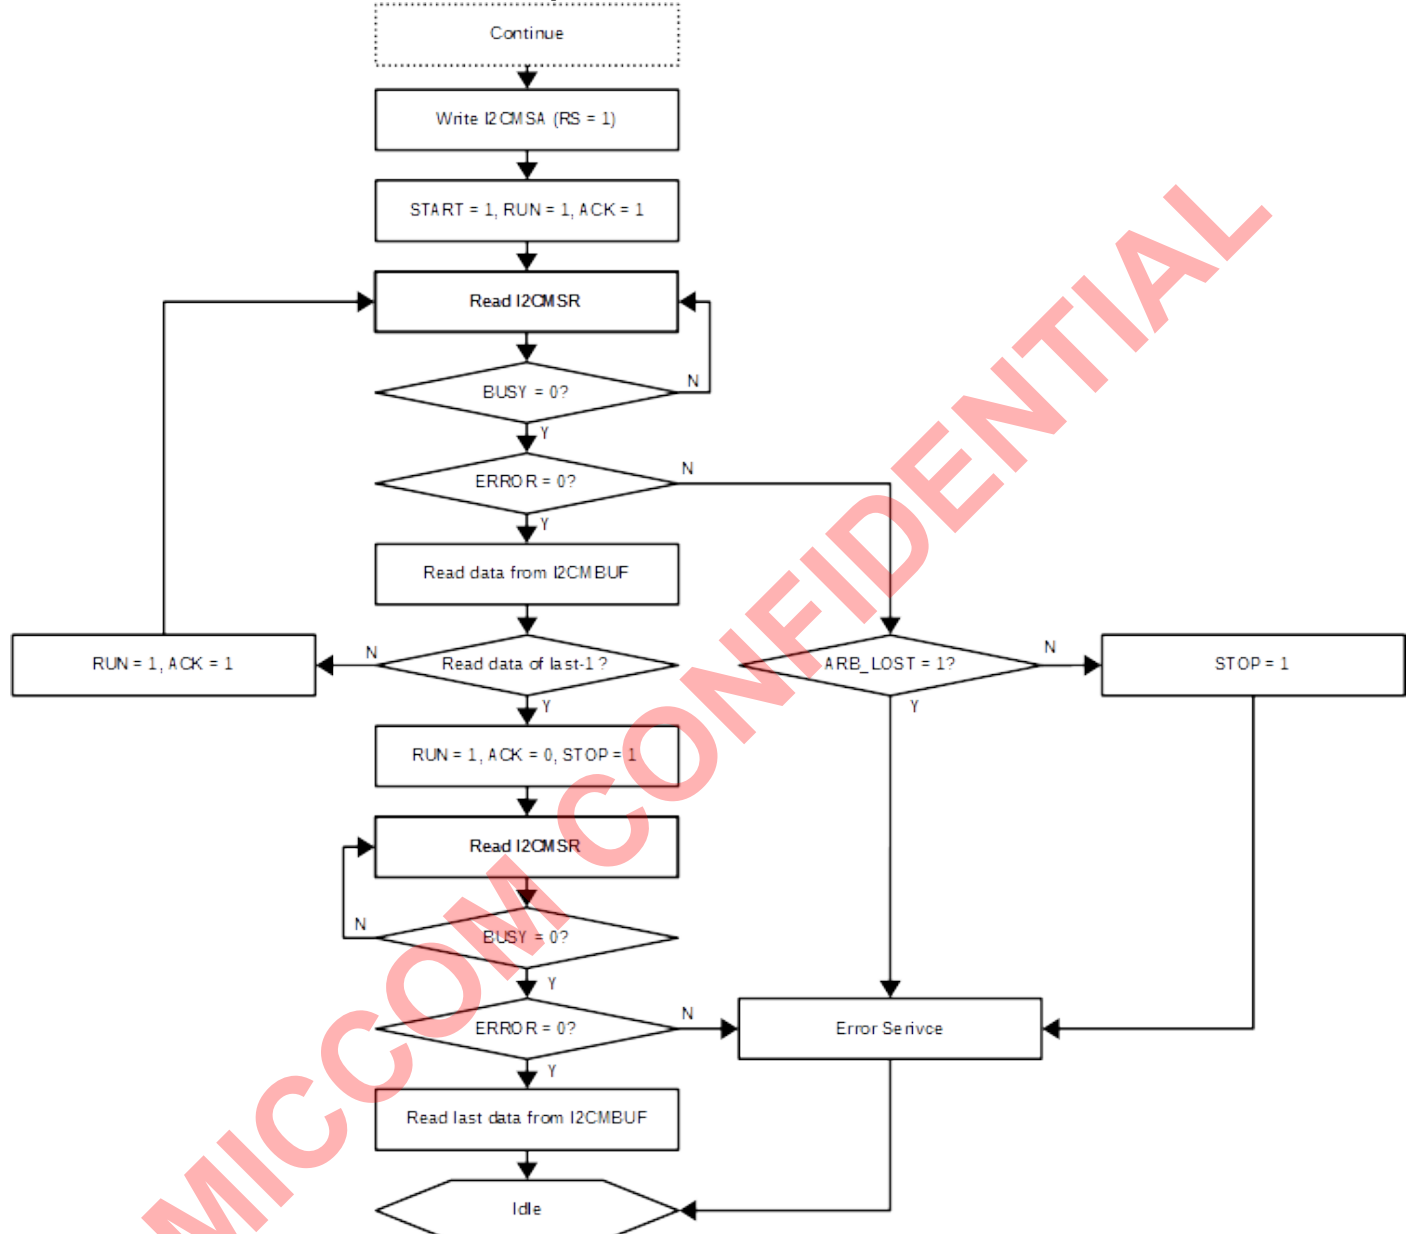 Continue
Write I2CMSA (RS = 1)
START = 1, RUN = 1, ACK = 1
Read I2CMSR
BUSY = 0?
N
Y
ERROR = 0?
N
Y
Read data from I2CMBUF
RUN = 1, ACK = 1
N
Read data of last-1 ?
Y
ARB_LOST = 1?
N
Y
STOP = 1
RUN = 1, ACK = 0, STOP = 1
Read I2CMSR
BUSY = 0?
N
Y
ERROR = 0?
N
Y
Error Serivce
Read last data from I2CMBUF
Idle
MICCOM CONFIDENTIAL